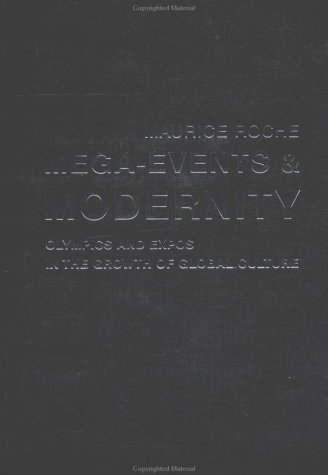 Copyrighted Material
MAURICE ROCHE
MEGA-EVENTS &
MODERNITY
OLYMPICS AND EXPOS
IN THE GROWTH OF GLOBAL CULTURE
Copyrighted Material